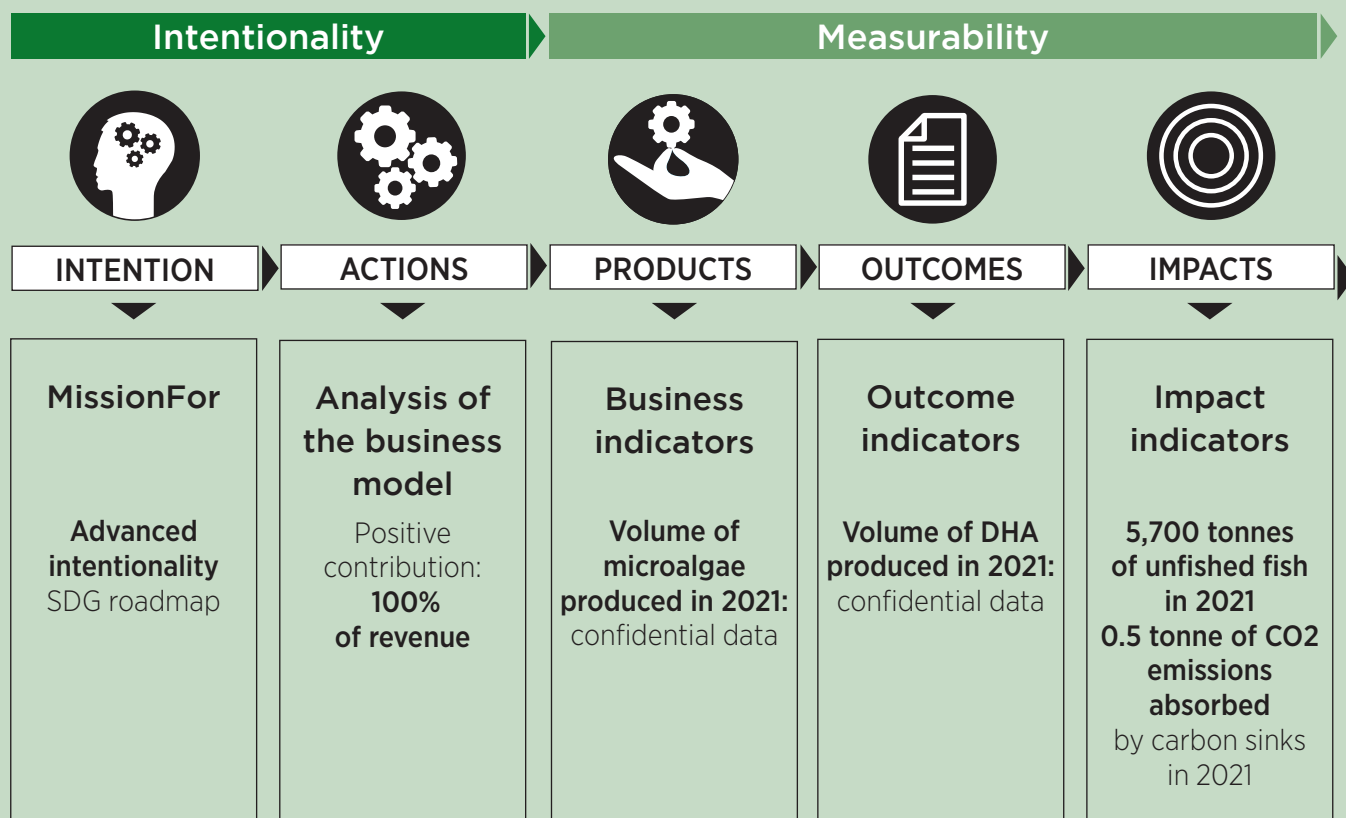 Intentionality
Measurability
INTENTION
ACTIONS
PRODUCTS
OUTCOMES
IMPACTS
MissionFor
Advanced
intentionality
SDG roadmap
Analysis of
the business
model
Positive
contribution:
100%
of revenue
Business
indicators
Volume of
microalgae
produced in 2021:
confidential data
Outcome
indicators
Volume of DHA
produced in 2021:
confidential data
Impact
indicators
5,700 tonnes
of unfished fish
in 2021
0.5 tonne of CO2
emissions
absorbed
by carbon sinks
in 2021